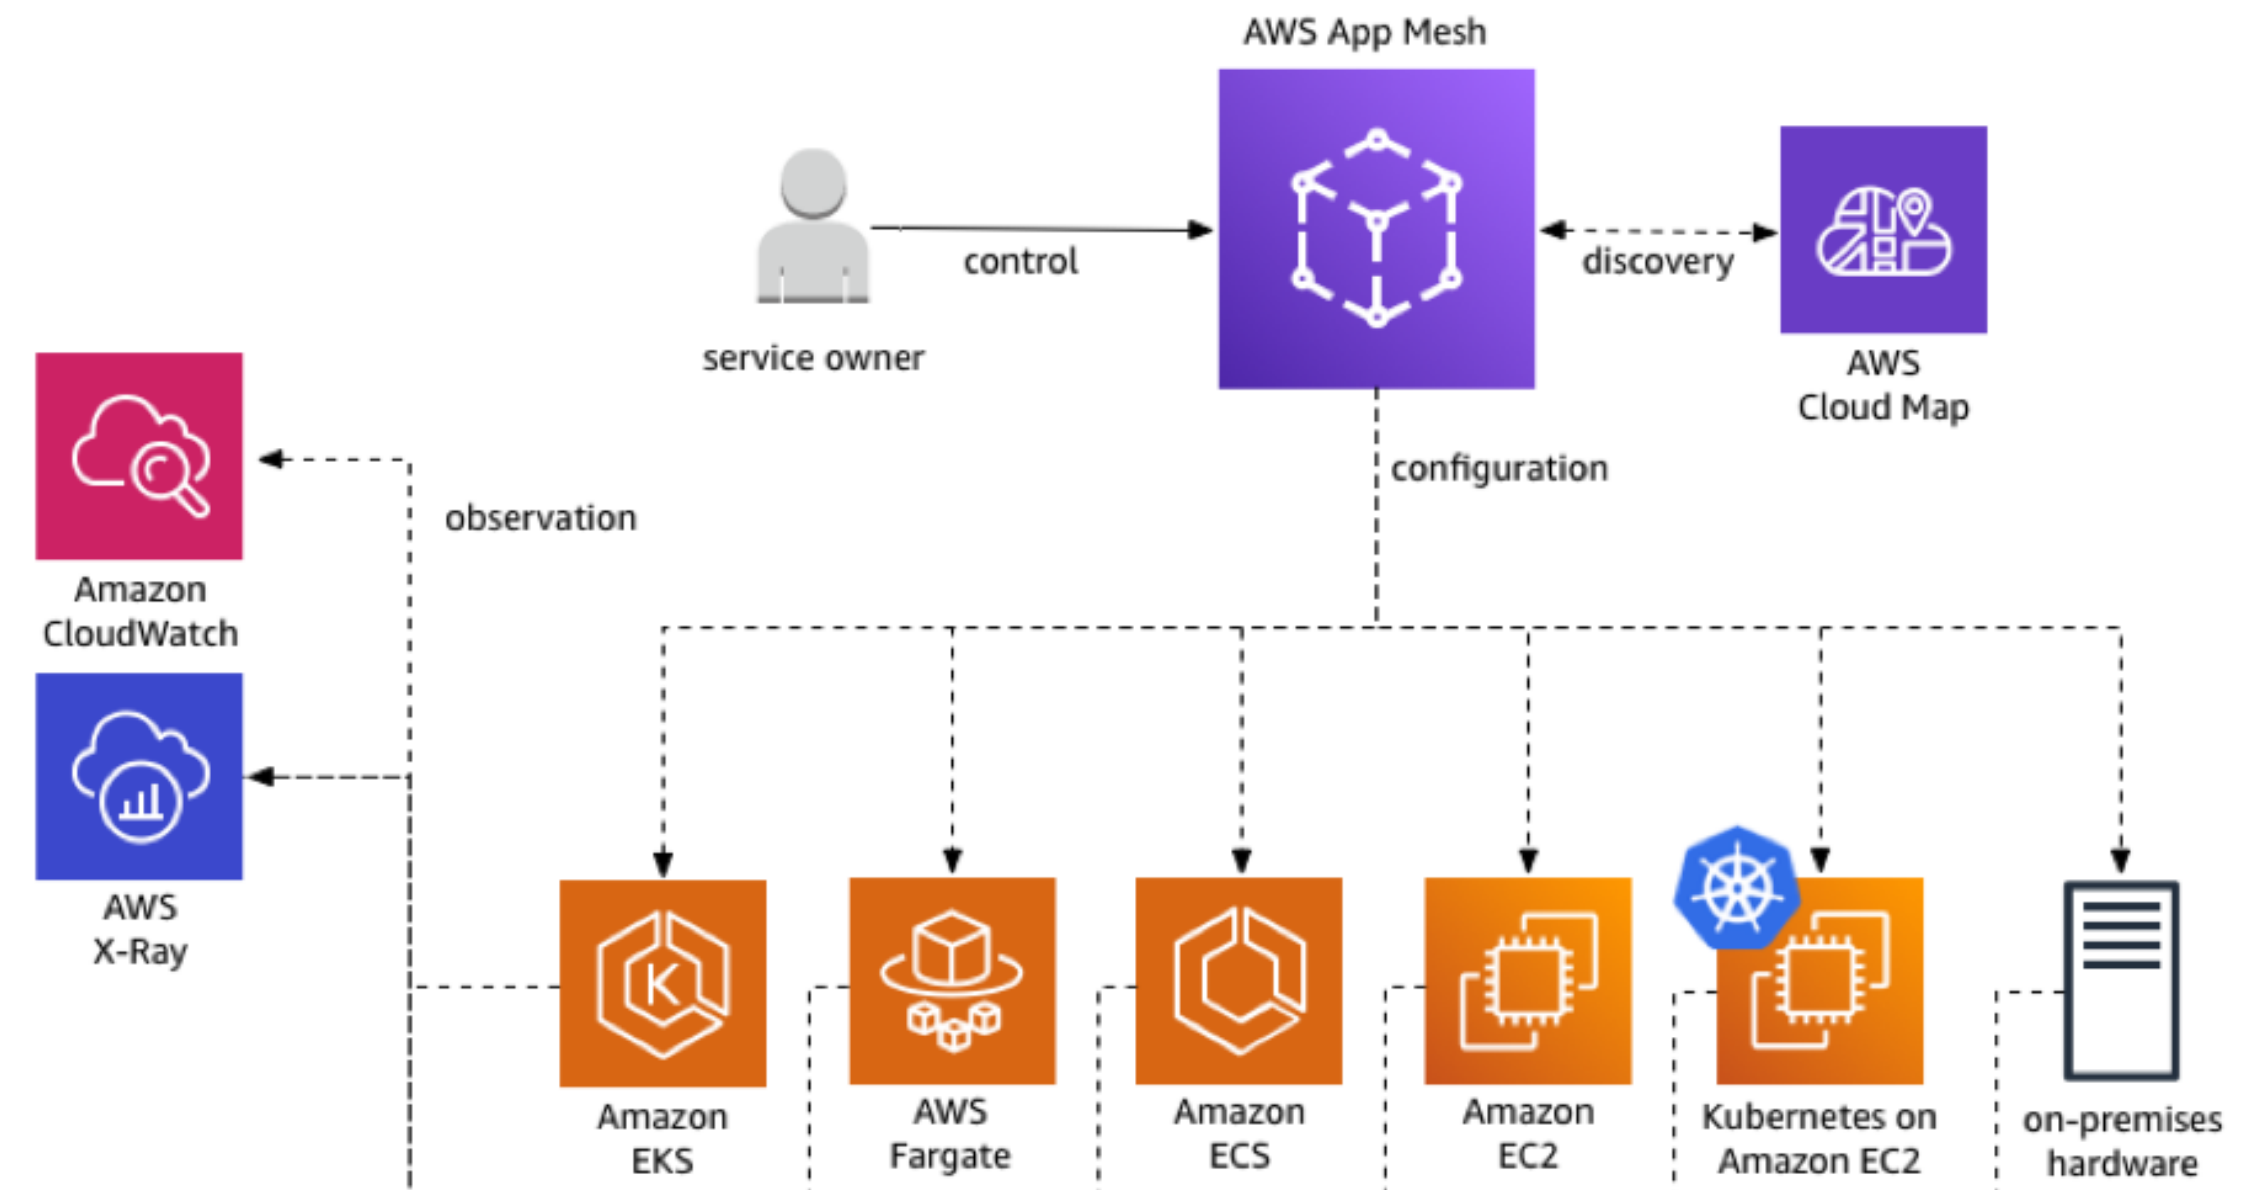 AWS App Mesh
control
discovery
service owner
AWS
Cloud Map
configuration
observation
Amazon
CloudWatch
AWS
X-Ray
K
Amazon
EKS
AWS
Fargate
Amazon
ECS
Amazon
EC2
Kubernetes on
Amazon EC2
on-premises
hardware